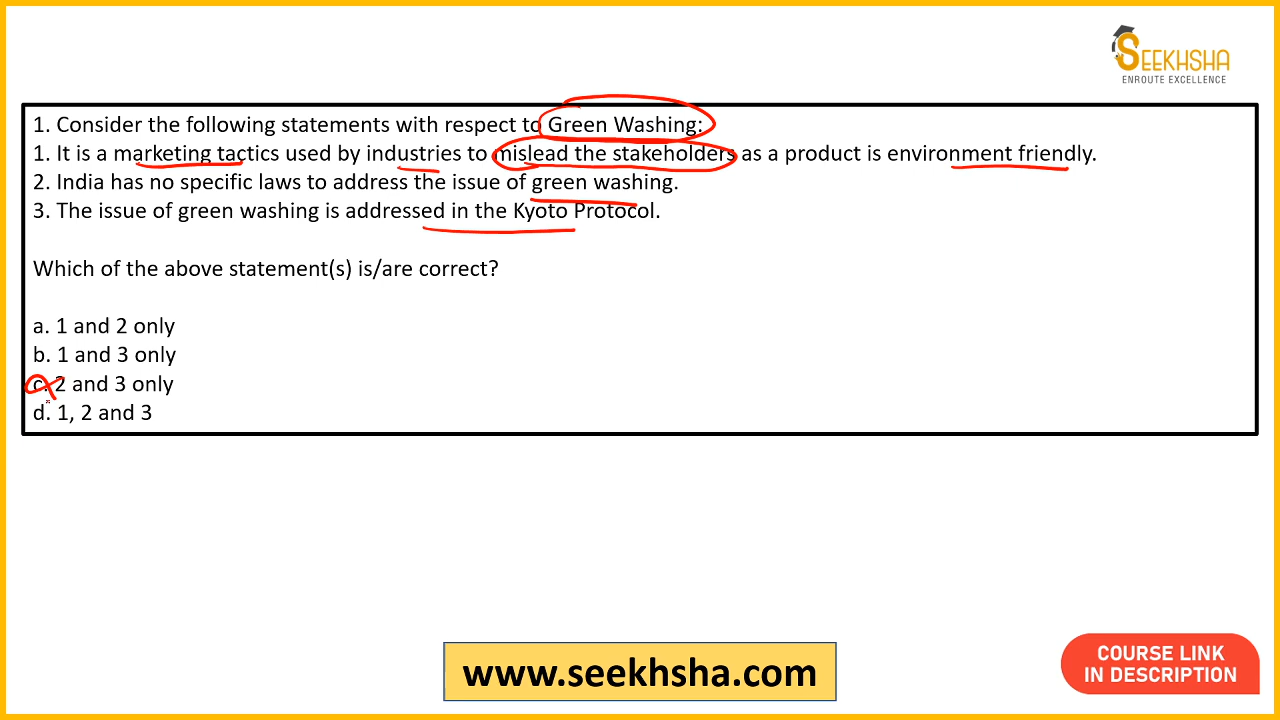 SEEKHSHA
ENROUTE EXCELLENCE
1. Consider the following statements with respect to Green Washing:
1. It is a marketing tactics used by industries to mislead the stakeholders as a product is environment friendly.
2. India has no specific laws to address the issue of green washing.
3. The issue of green washing is addressed in the Kyoto Protocol.
Which of the above statement(s) is/are correct?
a. 1 and 2 only
b. 1 and 3 only
c. 2 and 3 only
d. 1, 2 and 3
www.seekhsha.com
COURSE LINK
IN DESCRIPTION